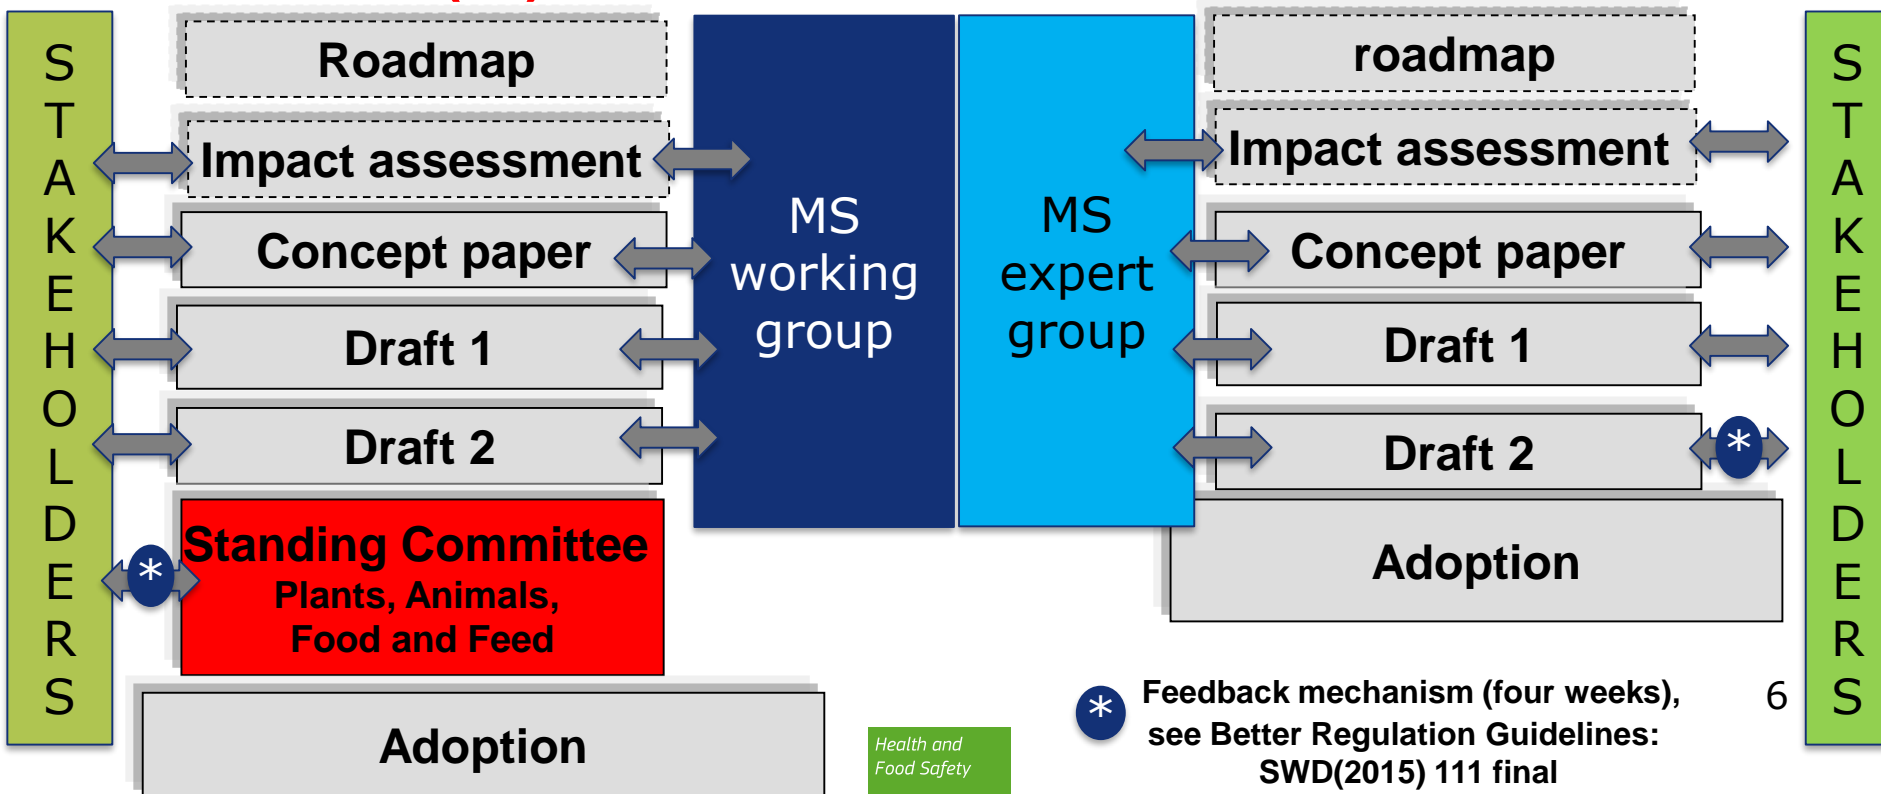 STAKEHOLDERS
Roadmap
Impact assessment
Concept paper
Draft 1
Draft 2
*
Standing Committee
Plants, Animals,
Food and Feed
Adoption
MS
working
group
MS
expert
group
roadmap
Impact assessment
Concept paper
Draft 1
Draft 2
*
Adoption
STAKEHOLDERS
Health and
Food Safety
*
Feedback mechanism (four weeks),
see Better Regulation Guidelines:
SWD(2015) 111 final
6